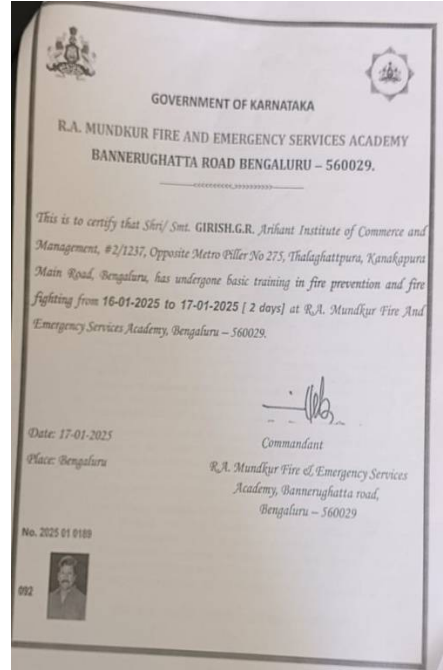 GOVERNMENT OF KARNATAKA
R.A. MUNDKUR FIRE AND EMERGENCY SERVICES ACADEMY
BANNERUGHATTA ROAD BENGALURU – 560029.
This is to certify that Shri/ Smt. GIRISH.G.R. Arihant Institute of Commerce and
Management, #2/1237, Opposite Metro Piller No 275, Thalaghattpura, Kanakapura
Main Road, Bengaluru, has undergone basic training in fire prevention and fire
fighting from 16-01-2025 to 17-01-2025 [ 2 days] at R.A. Mundkur Fire And
Emergency Services Academy, Bengaluru – 560029.
Date: 17-01-2025
Place: Bengaluru
Commandant
R.A. Mundkur Fire & Emergency Services
Academy, Bannerughatta road,
Bengaluru – 560029
No. 2025 01 0189
092